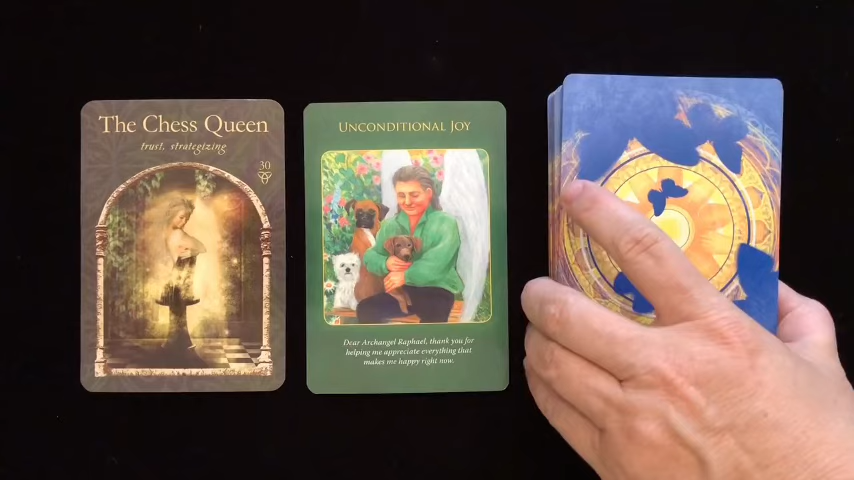 The Chess Queen
trust, strategizing
30
UNCONDITIONAL JOY
Dear Archangel Raphael, thank you for
helping me appreciate everything that
makes me happy right now.